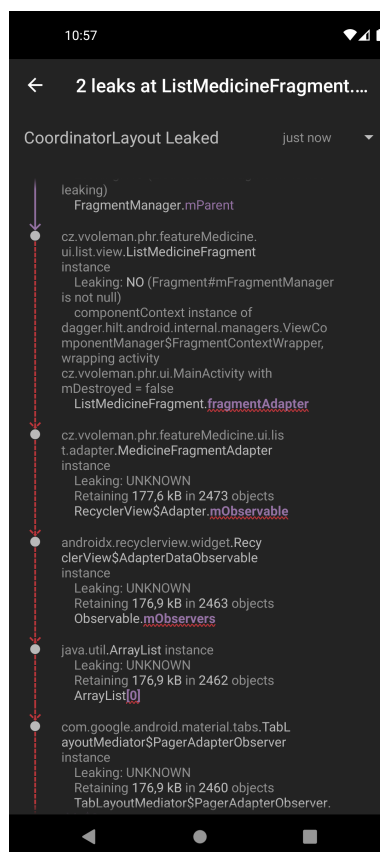 10:57
2 leaks at ListMedicineFragment....
CoordinatorLayout Leaked
just now
leaking)
FragmentManager.mParent
cz.vvoleman.phr.featureMedicine.
ui.list.view.ListMedicineFragment
instance
Leaking: NO (Fragment#mFragmentManager
is not null)
componentContext instance of
dagger.hilt.android.internal.managers.ViewCo
mponentManager$FragmentContextWrapper,
wrapping activity
cz.vvoleman.phr.ui.MainActivity with
mDestroyed = false
ListMedicineFragment.fragmentAdapter
cz.vvoleman.phr.featureMedicine.ui.lis
t.adapter.MedicineFragmentAdapter
instance
Leaking: UNKNOWN
Retaining 177,6 kB in 2473 objects
RecyclerView$Adapter.mObservable
androidx.recyclerview.widget.Recy
clerView$AdapterDataObservable
instance
Leaking: UNKNOWN
Retaining 176,9 kB in 2463 objects
Observable.mObservers
java.util.ArrayList instance
Leaking: UNKNOWN
Retaining 176,9 kB in 2462 objects
ArrayList[0]
com.google.android.material.tabs.TabL
ayoutMediator$PagerAdapterObserver
instance
Leaking: UNKNOWN
Retaining 176,9 kB in 2460 objects
TabLayoutMediator$PagerAdapterObserver.